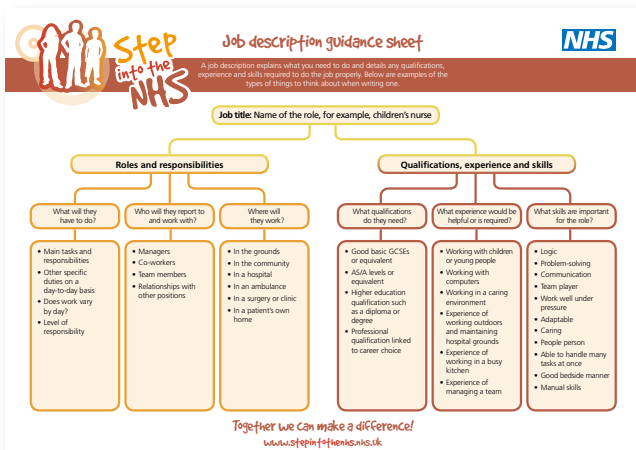 Step
into the
NHS
Job description guidance sheet
NHS
A job description explains what you need to do and details any qualifications,
experience and skills required to do the job properly. Below are examples of the
types of things to think about when writing one.
Job title: Name of the role, for example, children's nurse
Roles and responsibilities
Qualifications, experience and skills
What will they
have to do?
Who will they report to
and work with?
Where will
they work?
What qualifications
do they need?
What experience would be
helpful or is required?
What skills are important
for the role?
• Main tasks and
responsibilities
• Other specific
duties on a
day-to-day basis
• Does work vary
by day?
• Level of
responsibility
• Managers
• Co-workers
• Team members
• Relationships with
other positions
• In the grounds
• In the community
• In a hospital
• In an ambulance
• In a surgery or clinic
• In a patient's own
home
• Good basic GCSEs
or equivalent
• AS/A levels or
equivalent
• Higher education
qualification such
as a diploma or
degree
• Professional
qualification linked
to career choice
• Working with children
or young people
• Working with
computers
• Working in a caring
environment
• Experience of
working outdoors
and maintaining
hospital grounds
• Experience of
working in a busy
kitchen
• Experience of
managing a team
• Logic
• Problem-solving
• Communication
• Team player
• Work well under
pressure
• Adaptable
• Caring
• People person
• Able to handle many
tasks at once
• Good bedside manner
• Manual skills
Together we can make a difference!
www.stepintothenhs.nhs.uk